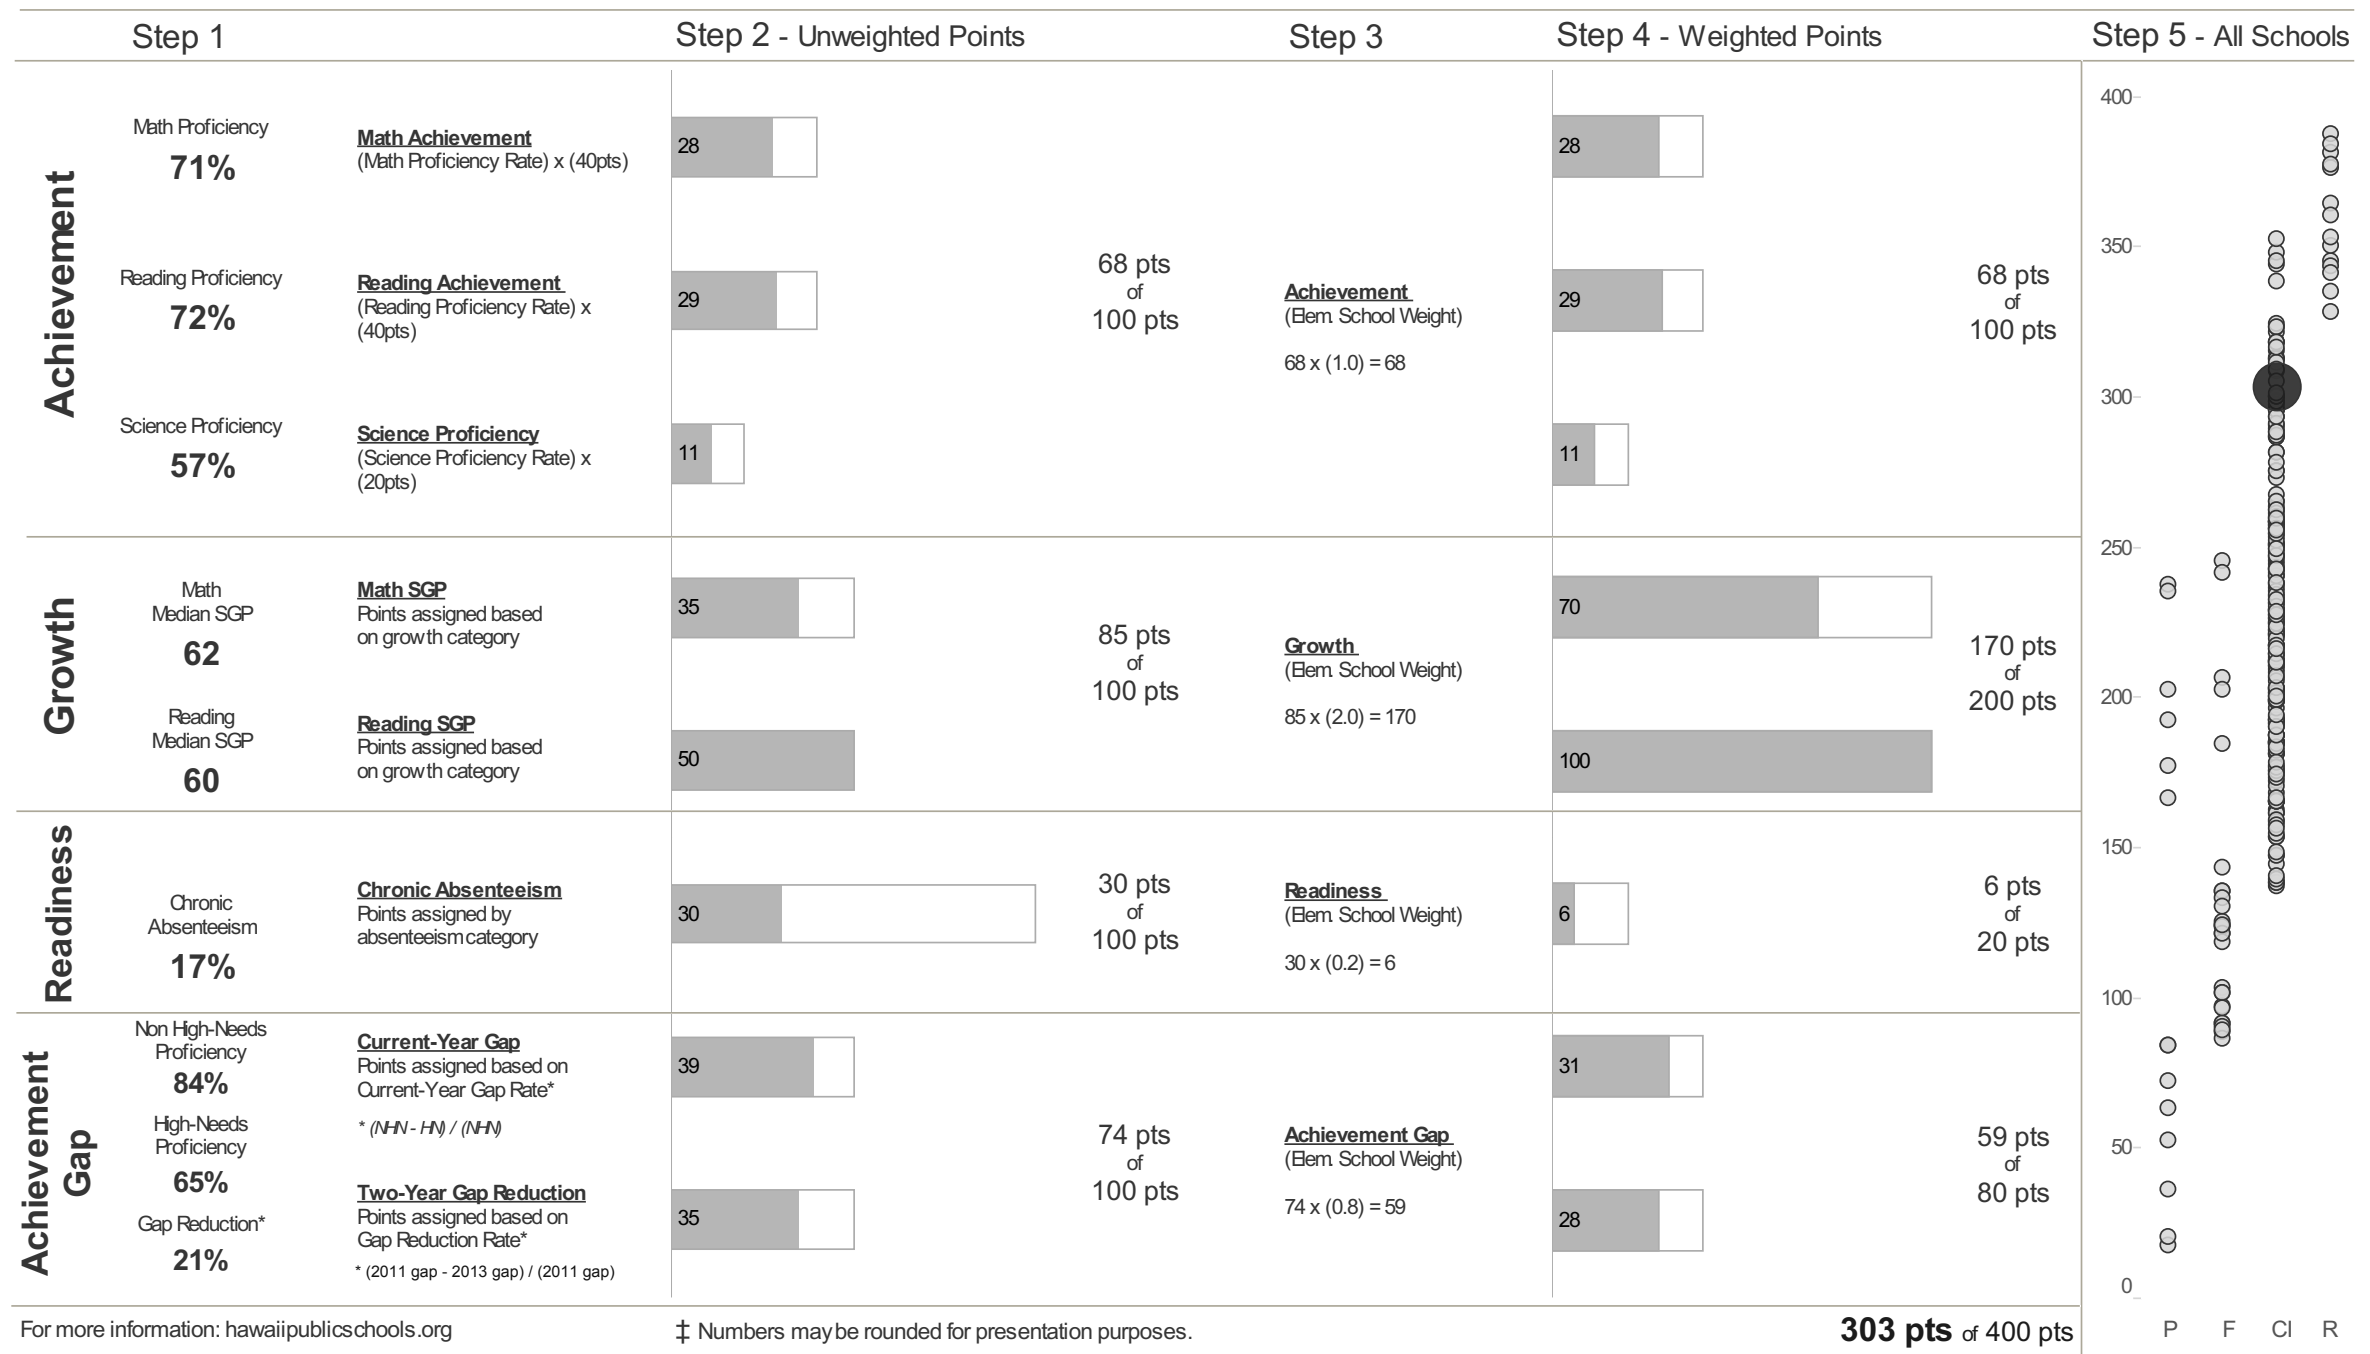 Step 1
Step 2 - Unweighted Points
Step 3
Step 4 - Weighted Points
Step 5 - All Schools
Achievement
Math Proficiency
71%
Math Achievement
(Math Proficiency Rate) x (40pts)
28
28
Reading Proficiency
72%
Reading Achievement
(Reading Proficiency Rate) x
(40pts)
29
68 pts
of
100 pts
Achievement
(Elem. School Weight)
68 x (1.0) = 68
29
68 pts
of
100 pts
Science Proficiency
57%
Science Proficiency
(Science Proficiency Rate) x
(20pts)
11
11
Growth
Math
Median SGP
62
Math SGP
Points assigned based
on growth category
35
85 pts
of
100 pts
Growth
(Elem. School Weight)
85 x (2.0) = 170
70
170 pts
of
200 pts
Reading
Median SGP
60
Reading SGP
Points assigned based
on growth category
50
100
Readiness
Chronic
Absenteeism
17%
Chronic Absenteeism
Points assigned by
absenteeism category
30
30 pts
of
100 pts
Readiness
(Elem. School Weight)
30 x (0.2) = 6
6
6 pts
of
20 pts
Achievement
Gap
Non High-Needs
Proficiency
84%
High-Needs
Proficiency
65%
Gap Reduction*
21%
Current-Year Gap
Points assigned based on
Current-Year Gap Rate*
* (NHN - HN) / (NHN)
Two-Year Gap Reduction
Points assigned based on
Gap Reduction Rate*
* (2011 gap - 2013 gap) / (2011 gap)
39
35
74 pts
of
100 pts
Achievement Gap
(Elem. School Weight)
74 x (0.8) = 59
31
28
59 pts
of
80 pts
400
350
300
250
200
150
100
50
0
P
F
CI
R
For more information: hawaiipublicschools.org
‡ Numbers may be rounded for presentation purposes.
303 pts of 400 pts